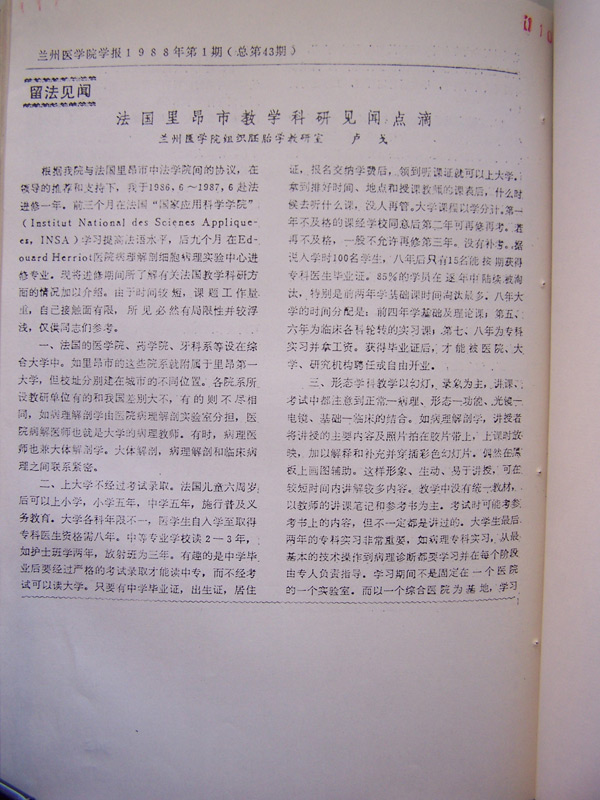 兰州医学院学报1988年第1期(总第43期)
留法见闻
法国里昂市教学科研见闻点滴
兰州医学院组织胚胎学教研室 卢戈
根据我院与法国里昂市中法学院间的协议,在
领导的推荐和支持下,我于1986,6~1987,6赴法
进修一年。前三个月在法国“国家应用科学学院”
(Institut National des Scienes Applique-
es, INSA)学习提高法语水平,后九个月在Ed-
ouard Herriot医院病理解剖细胞病理实验中心进
修专业。现将进修期间所了解有关法国教学科研方
面的情况加以介绍。由于时间较短,课题工作量
重,自己接触面有限,所见必然有局限性并较浮
浅,仅供同志们参考。
一、法国的医学院、药学院、牙科系等设在综
合大学中。如里昂市的这些院系就附属于里昂第一
大学,但校址分别建在城市的不同位置。各院系所
设教研单位有的和我国差别大不,有的则不尽相
同,如病理解剖学由医院病理解剖实验室分担,医
院病解医师也就是大学的病理教师。有时,病理医
师也兼大体解剖学。大体解剖,病理解剖和临床病
理之间联系紧密。
二、上大学不经过考试录取。法国儿童六周岁
后可以上小学,小学五年,中学五年,施行普及义
务教育。大学各科年限不一,医学生自入学至取得
专科医生资格需八年。中等专业学校读2—3年,
如护士班学两年,放射班为三年。有趣的是中学毕
业后要经过严格的考试录取才能读中专,而不经考
试可以读大学。只要有中学毕业证,出生证,居住
证,报名交纳学费后,领到听课证就可以上大学。
拿到排好时间、地点和授课教师的课表后,什么时
候去听什么课,没人再管。大学课程以学分计。第一
年不及格的课经学校同意后第二年可再修再考。若
再不及格,一般不允许再修第三年。没有补考。据
说入学时100名学生,八年后只有15名能按期获得
专科医生毕业证。85%的学员在逐年中陆续被淘
汰,特别是前两年学基础课时间淘汰最多。八年大
学的时间分配是:前四年学基础及理论课;第五、
六年为临床各科轮转的实习课;第七、八年为专科
实习并拿工资。获得毕业证后,才能被医院、大
学、研究机构聘任或自由开业。
三、形态学科教学以幻灯,录象为主,讲课、
考试中都注意到正常—病理、形态—功能、光镜—
电镜、基础—临床的结合。如病理解剖学,讲授者
将讲授的主要内容及照片拍在胶片带上,上课时放
映,加以解释和补充并穿插彩色幻灯片。偶然在黑
板上画图辅助。这样形象、生动、易于讲授,可在
较短时间内讲解较多内容。教学中没有统一教材,
以教师的讲课笔记和参考书为主。考试时可能考参
考书上的内容,但不一定都是讲过的。大学生最后
两年的专科实习非常重要,如病理专科实习,从最
基本的技术操作到病理诊断都要学习并在每个阶段
由专人负责指导。学习期间不是固定在一个医院
的一个实验室。而以一个综合医院为基地,学习